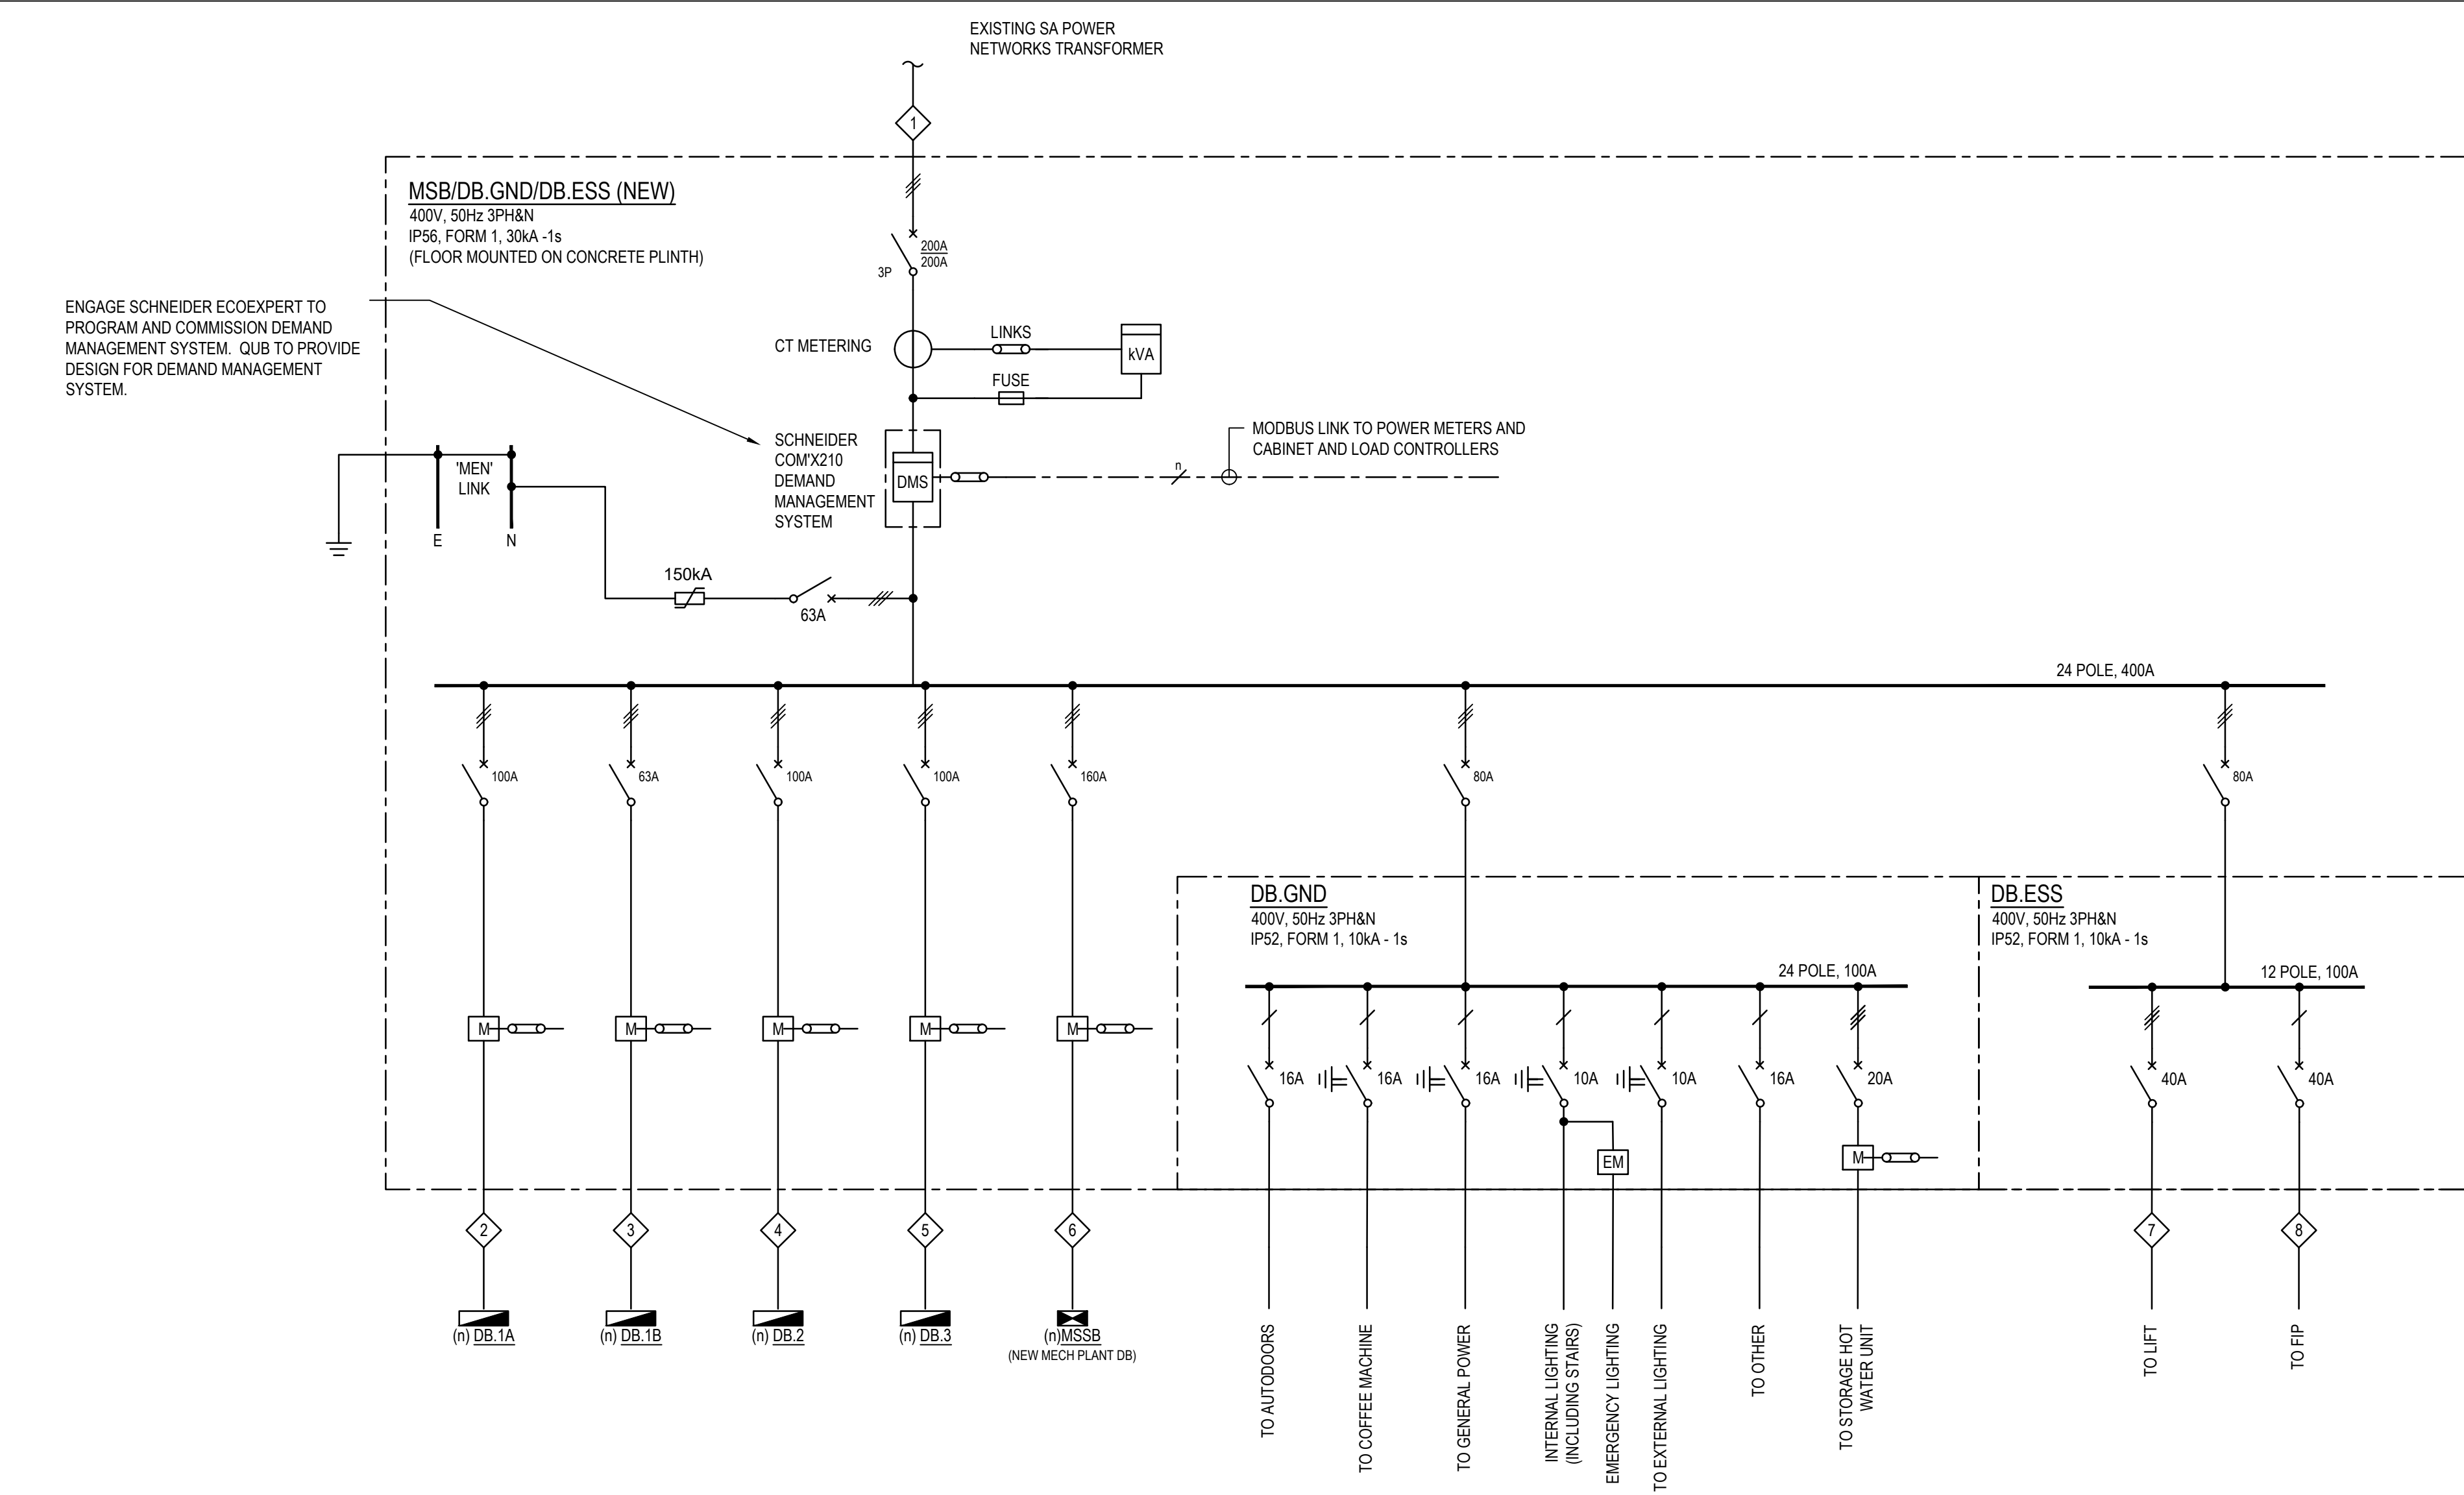 EXISTING SA POWER
NETWORKS TRANSFORMER
1
MSB/DB.GND/DB.ESS (NEW)
400V, 50Hz 3PH&N
IP56, FORM 1, 30kA -1s
(FLOOR MOUNTED ON CONCRETE PLINTH)
200A
200A
3P
ENGAGE SCHNEIDER ECOEXPERT TO
PROGRAM AND COMMISSION DEMAND
MANAGEMENT SYSTEM. QUB TO PROVIDE
DESIGN FOR DEMAND MANAGEMENT
SYSTEM.
CT METERING
LINKS
kVA
FUSE
SCHNEIDER
COM'X210
DEMAND
MANAGEMENT
SYSTEM
DMS
n
MODBUS LINK TO POWER METERS AND
CABINET AND LOAD CONTROLLERS
'MEN'
LINK
E
N
150kA
63A
24 POLE, 400A
100A
63A
100A
100A
160A
80A
80A
DB.GND
400V, 50Hz 3PH&N
IP52, FORM 1, 10kA - 1s
24 POLE, 100A
DB.ESS
400V, 50Hz 3PH&N
IP52, FORM 1, 10kA - 1s
12 POLE, 100A
M
M
M
M
M
16A
16A
16A
10A
10A
16A
20A
40A
40A
EM
M
2
3
4
5
6
7
8
(n) DB.1A
(n) DB.1B
(n) DB.2
(n) DB.3
(n)MSSB
(NEW MECH PLANT DB)
TO AUTODOORS
TO COFFEE MACHINE
TO GENERAL POWER
INTERNAL LIGHTING
(INCLUDING STAIRS)
EMERGENCY LIGHTING
TO EXTERNAL LIGHTING
TO OTHER
TO STORAGE HOT
WATER UNIT
TO LIFT
TO FIP